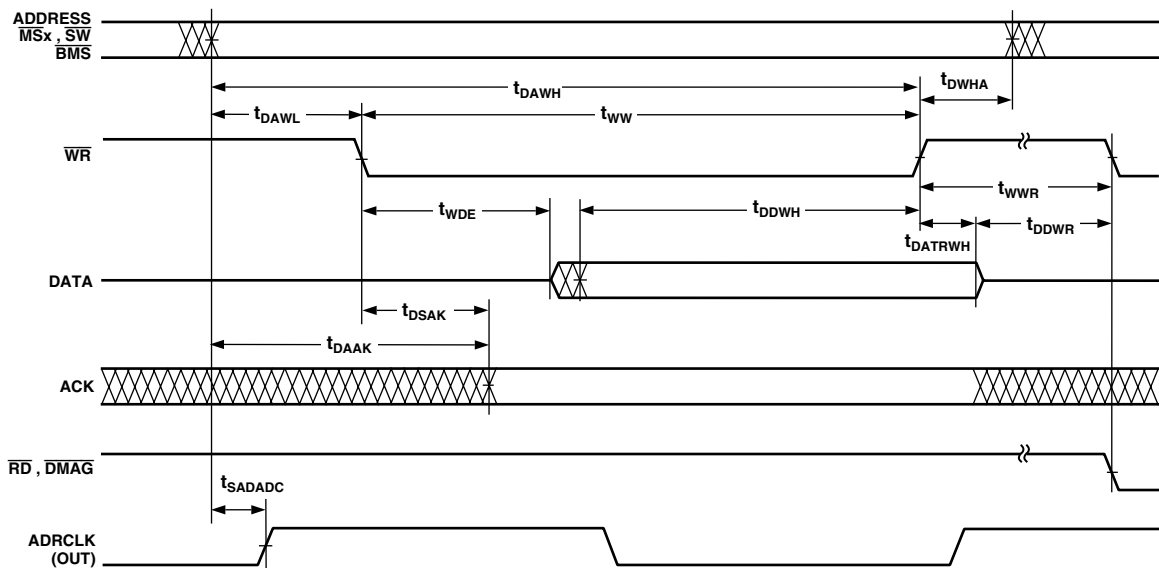 ADDRESS
MSx , SW
BMS
tDAWH
tDWHA
tDAWL
tWW
WR
tWWR
tWDE
tDDWH
tDATRWH
tDDWR
DATA
tDSAK
tDAAK
ACK
RD , DMAG
tSADADC
ADRCLK
(OUT)